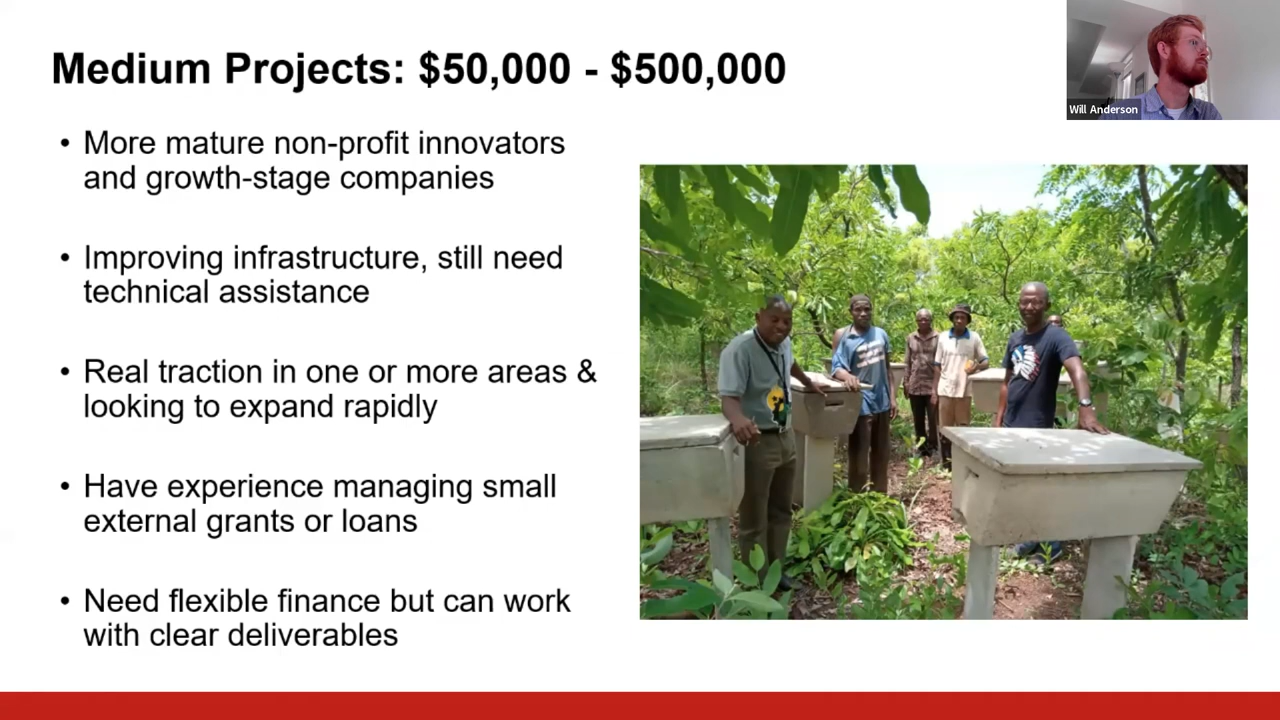 Medium Projects: $50,000 - $500,000
Will Anderson
• More mature non-profit innovators
and growth-stage companies
• Improving infrastructure, still need
technical assistance
• Real traction in one or more areas &
looking to expand rapidly
• Have experience managing small
external grants or loans
• Need flexible finance but can work
with clear deliverables